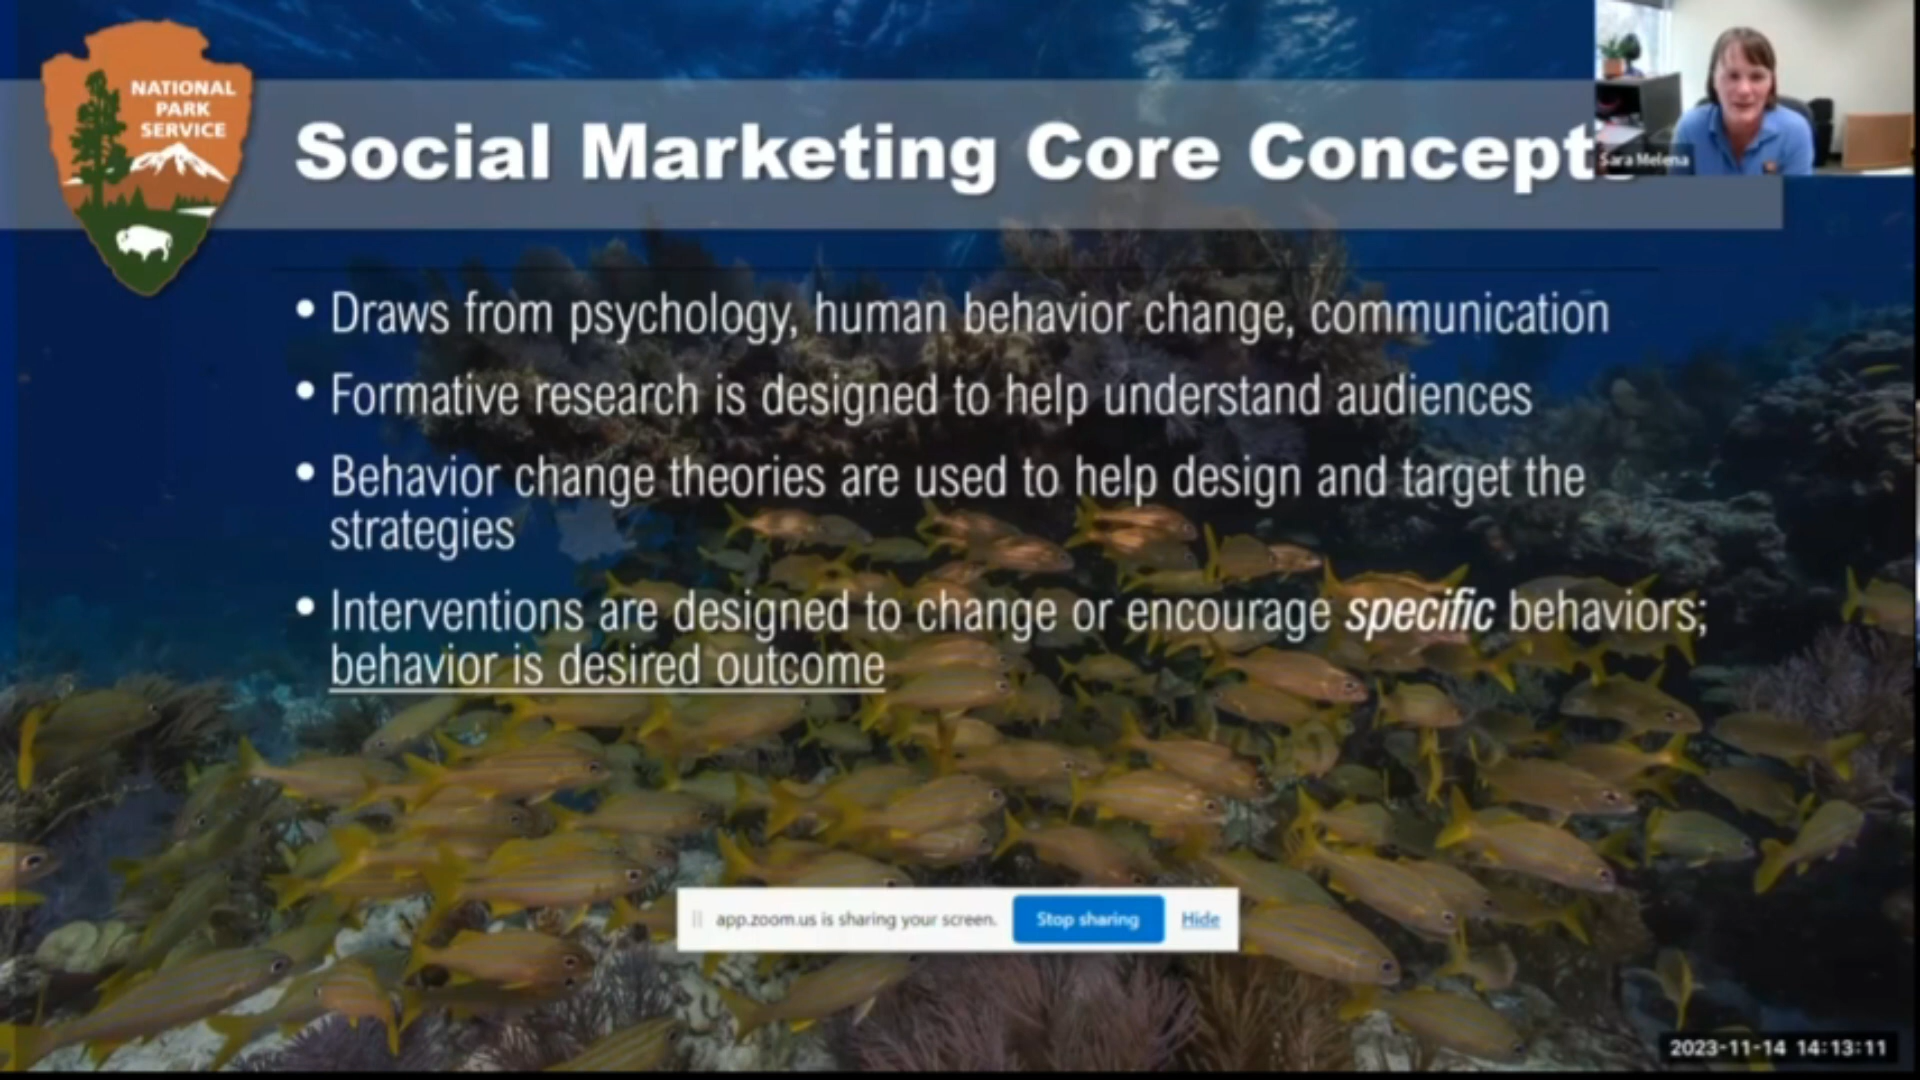 NATIONAL
PARK
SERVICE
Social Marketing Core Concepts
Sara Melena
• Draws from psychology, human behavior change, communication
• Formative research is designed to help understand audiences
• Behavior change theories are used to help design and target the
strategies
• Interventions are designed to change or encourage specific behaviors;
behavior is desired outcome
app.zoom.us is sharing your screen. Stop sharing Hide
2023-11-14 14:13:11